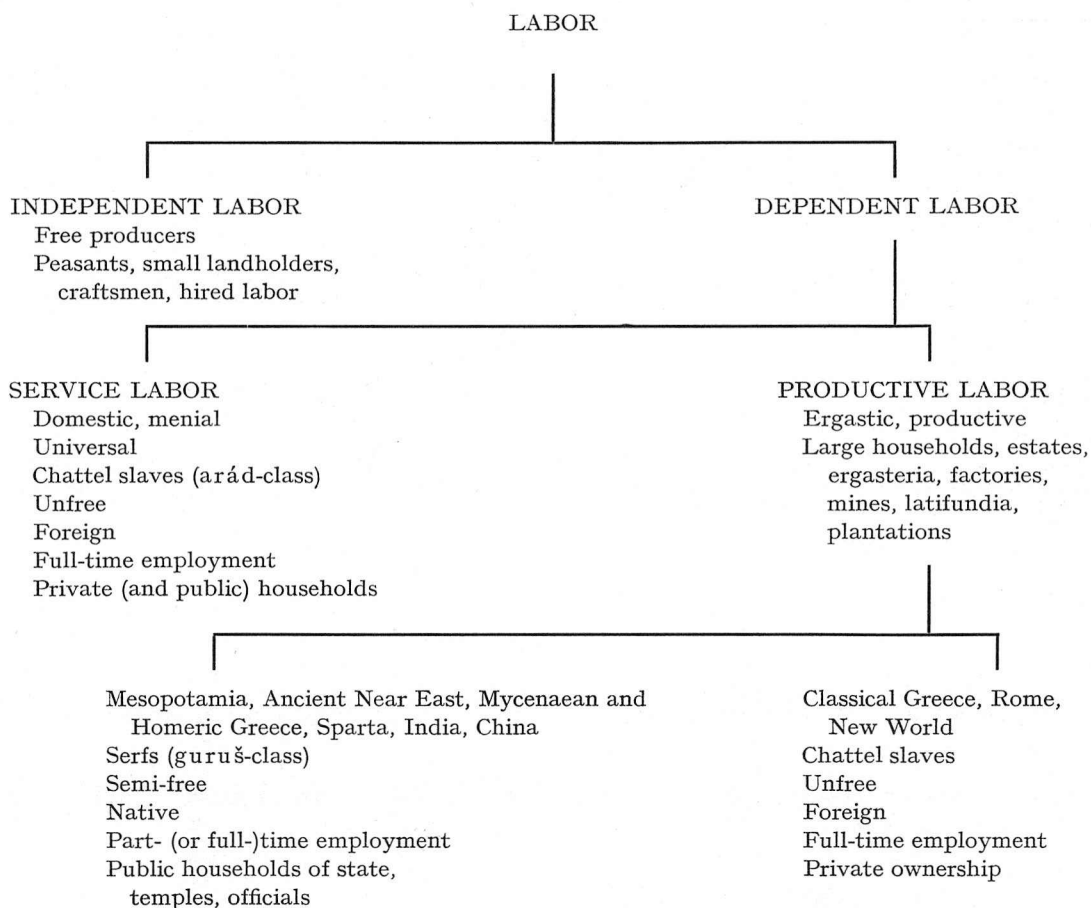 LABOR
INDEPENDENT LABOR
Free producers
Peasants, small landholders,
craftsmen, hired labor
DEPENDENT LABOR
SERVICE LABOR
Domestic, menial
Universal
Chattel slaves (arád-class)
Unfree
Foreign
Full-time employment
Private (and public) households
PRODUCTIVE LABOR
Ergastic, productive
Large households, estates,
ergasteria, factories,
mines, latifundia,
plantations
Mesopotamia, Ancient Near East, Mycenaean and
Homeric Greece, Sparta, India, China
Serfs (guruš-class)
Semi-free
Native
Part- (or full-)time employment
Public households of state,
temples, officials
Classical Greece, Rome,
New World
Chattel slaves
Unfree
Foreign
Full-time employment
Private ownership